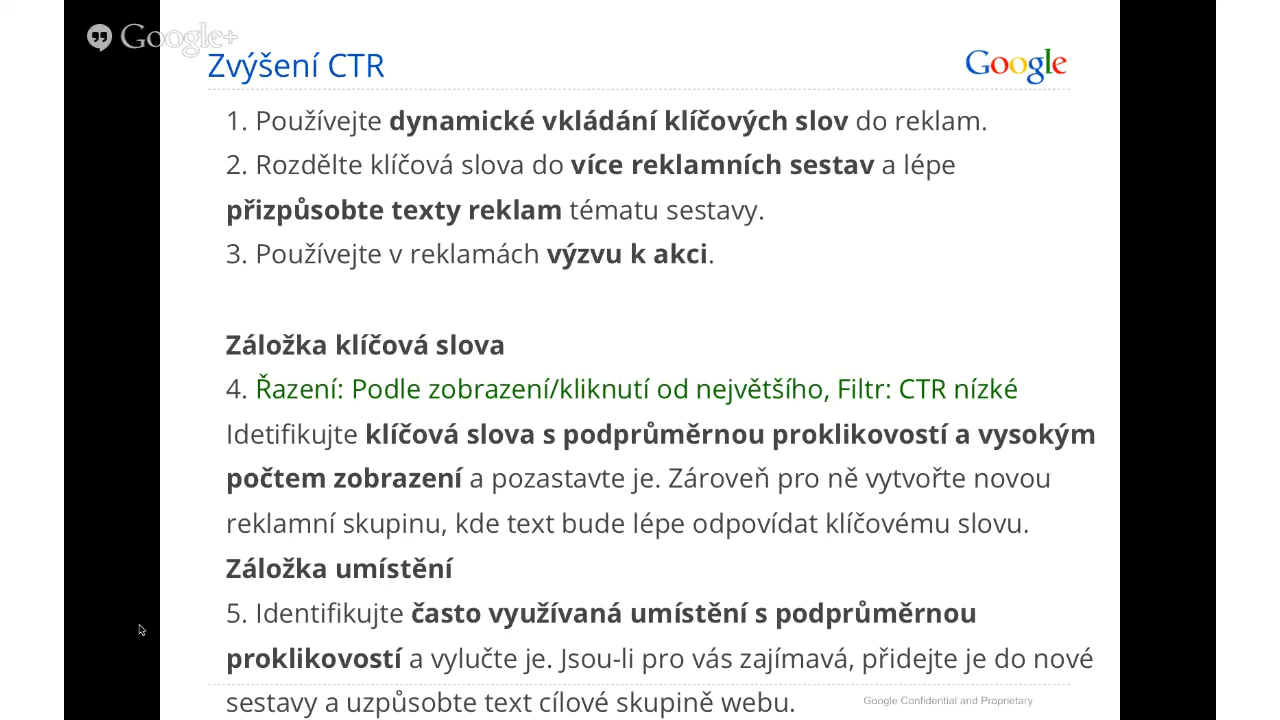 Google+
Zvýšení CTR
Google
1. Používejte dynamické vkládání klíčových slov do reklam.
2. Rozdělte klíčová slova do více reklamních sestav a lépe
přizpůsobte texty reklam tématu sestavy.
3. Používejte v reklamách výzvu k akci.
Záložka klíčová slova
4. Řazení: Podle zobrazení/kliknutí od největšího, Filtr: CTR nízké
Idetifikujte klíčová slova s podprůměrnou proklikovostí a vysokým
počtem zobrazení a pozastavte je. Zároveň pro ně vytvořte novou
reklamní skupinu, kde text bude lépe odpovídat klíčovému slovu.
Záložka umístění
5. Identifikujte často využívaná umístění s podprůměrnou
proklikovostí a vylučte je. Jsou-li pro vás zajímavá, přidejte je do nové
sestavy a uzpůsobte text cílové skupině webu.
Google Confidential and Proprietary